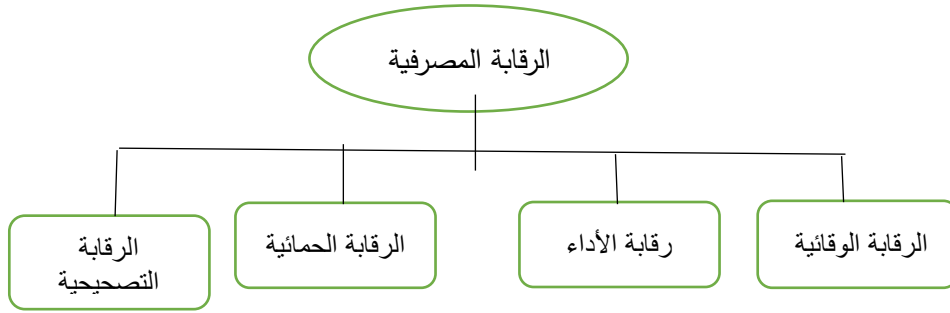 الرقابة المصرفية
الرقابة الوقائية
رقابة الأداء
الرقابة الحمائية
الرقابة
التصحيحية